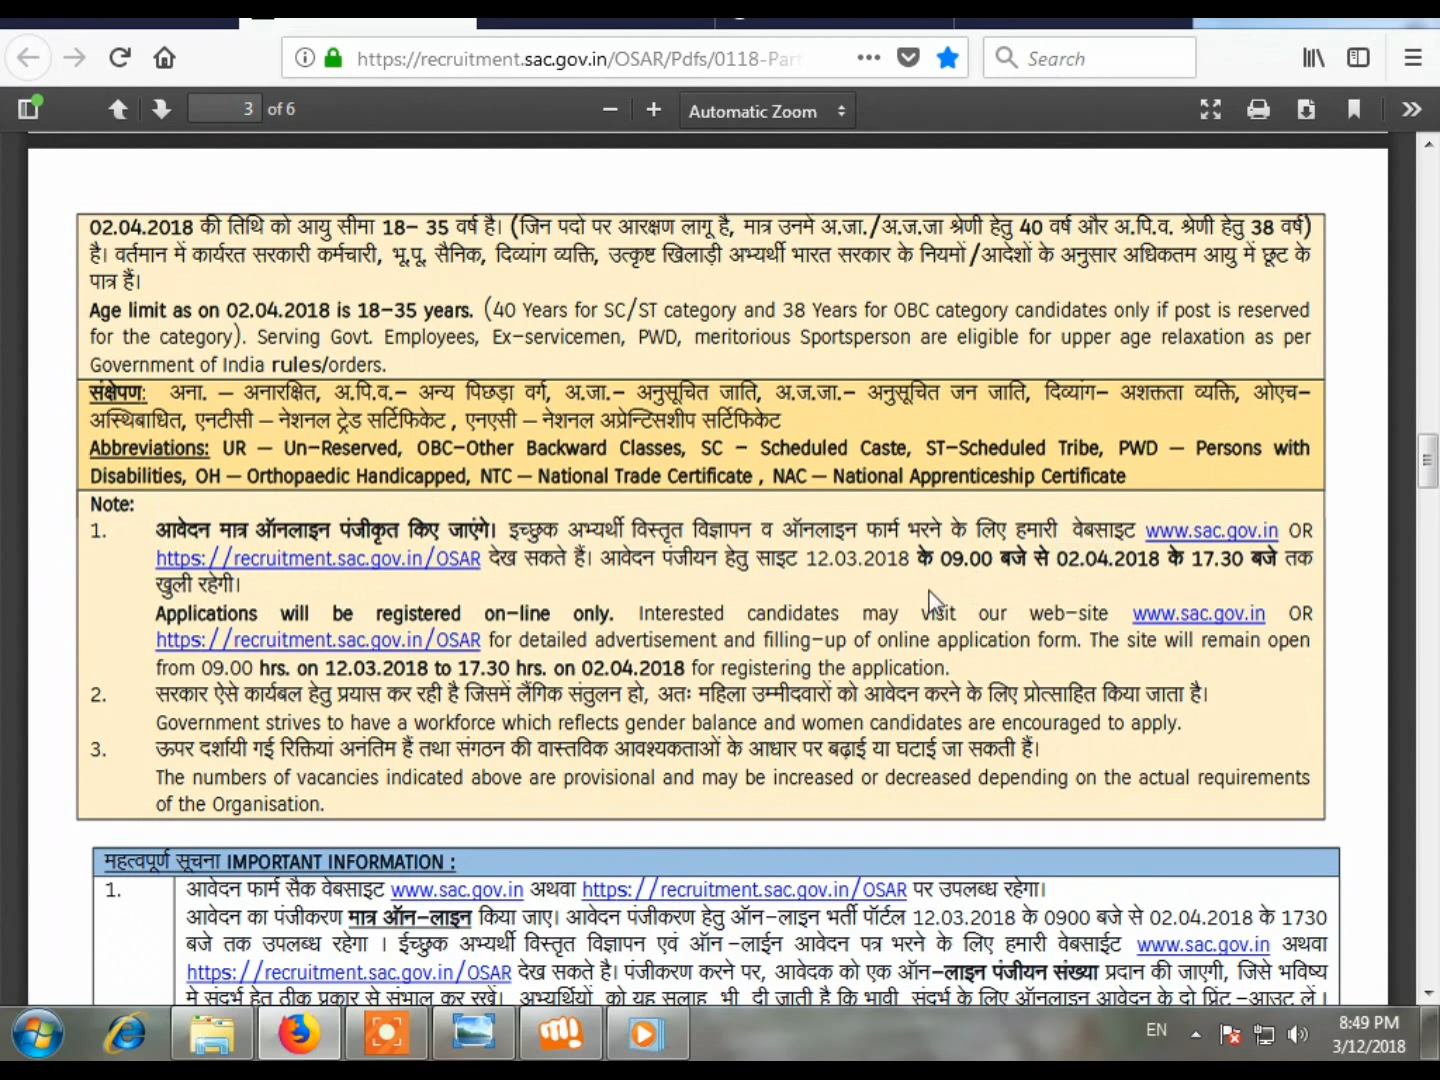 https://recruitment.sac.gov.in/OSAR/Pdfs/0118-Part
Search
3 of 6
Automatic Zoom
02.04.2018 की तिथि को आयु सीमा 18– 35 वर्ष है। (जिन पदो पर आरक्षण लागू है, मात्र उनमे अ.जा./अ.ज.जा श्रेणी हेतु 40 वर्ष और अ.पि.व. श्रेणी हेतु 38 वर्ष)
है। वर्तमान में कार्यरत सरकारी कर्मचारी, भू.पू. सैनिक, दिव्यांग व्यक्ति, उत्कृष्ट खिलाड़ी अभ्यर्थी भारत सरकार के नियमों/आदेशों के अनुसार अधिकतम आयु में छूट के
पात्र हैं।
Age limit as on 02.04.2018 is 18–35 years. (40 Years for SC/ST category and 38 Years for OBC category candidates only if post is reserved
for the category). Serving Govt. Employees, Ex-servicemen, PWD, meritorious Sportsperson are eligible for upper age relaxation as per
Government of India rules/orders.
संक्षेपण: अना. – अनारक्षित, अ.पि.व.– अन्य पिछड़ा वर्ग, अ.जा.– अनुसूचित जाति, अ.ज.जा.– अनुसूचित जन जाति, दिव्यांग– अशक्तता व्यक्ति, ओएच–
अस्थिबाधित, एनटीसी – नेशनल ट्रेड सर्टिफिकेट , एनएसी – नेशनल अप्रेन्टिसशीप सर्टिफिकेट
Abbreviations: UR – Un-Reserved, OBC-Other Backward Classes, SC – Scheduled Caste, ST-Scheduled Tribe, PWD – Persons with
Disabilities, OH – Orthopaedic Handicapped, NTC – National Trade Certificate , NAC – National Apprenticeship Certificate
Note:
1. आवेदन मात्र ऑनलाइन पंजीकृत किए जाएंगे। इच्छुक अभ्यर्थी विस्तृत विज्ञापन व ऑनलाइन फार्म भरने के लिए हमारी वेबसाइट www.sac.gov.in OR
https://recruitment.sac.gov.in/OSAR देख सकते हैं। आवेदन पंजीयन हेतु साइट 12.03.2018 के 09.00 बजे से 02.04.2018 के 17.30 बजे तक
खुली रहेगी।
Applications will be registered on-line only. Interested candidates may visit our web-site www.sac.gov.in OR
https://recruitment.sac.gov.in/OSAR for detailed advertisement and filling-up of online application form. The site will remain open
from 09.00 hrs. on 12.03.2018 to 17.30 hrs. on 02.04.2018 for registering the application.
2. सरकार ऐसे कार्यबल हेतु प्रयास कर रही है जिसमें लैंगिक संतुलन हो, अतः महिला उम्मीदवारों को आवेदन करने के लिए प्रोत्साहित किया जाता है।
Government strives to have a workforce which reflects gender balance and women candidates are encouraged to apply.
3. ऊपर दर्शायी गई रिक्तियां अनंतिम हैं तथा संगठन की वास्तविक आवश्यकताओं के आधार पर बढ़ाई या घटाई जा सकती हैं।
The numbers of vacancies indicated above are provisional and may be increased or decreased depending on the actual requirements
of the Organisation.
महत्वपूर्ण सूचना IMPORTANT INFORMATION :
1. आवेदन फार्म सैक वेबसाइट www.sac.gov.in अथवा https://recruitment.sac.gov.in/OSAR पर उपलब्ध रहेगा।
आवेदन का पंजीकरण मात्र ऑन-लाइन किया जाए। आवेदन पंजीकरण हेतु ऑन-लाइन भर्ती पॉर्टल 12.03.2018 के 0900 बजे से 02.04.2018 के 1730
बजे तक उपलब्ध रहेगा । ईच्छुक अभ्यर्थी विस्तृत विज्ञापन एवं ऑन -लाईन आवेदन पत्र भरने के लिए हमारी वेबसाईट www.sac.gov.in अथवा
https://recruitment.sac.gov.in/OSAR देख सकते है। पंजीकरण करने पर, आवेदक को एक ऑन-लाइन पंजीयन संख्या प्रदान की जाएगी, जिसे भविष्य
मे संदर्भ हेतु ठीक प्रकार से संभाल कर रखें। अभ्यर्थियों को यह सलाह भी दी जाती है कि भावी संदर्भ के लिए ऑनलाइन आवेदन के दो प्रिंट -आउट लें।
EN
8:49 PM
3/12/2018